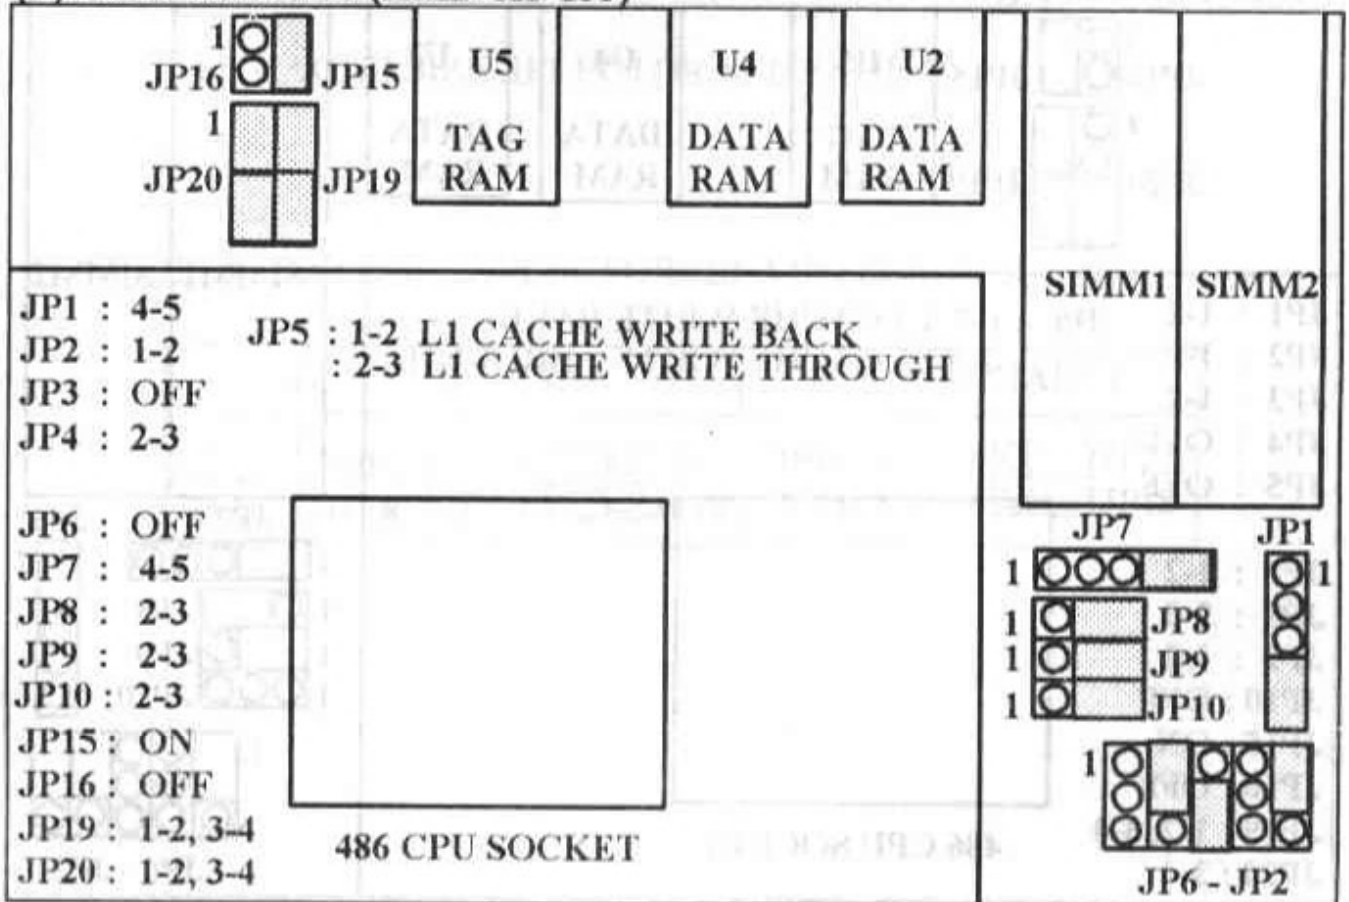 1
JP16 JP15
1
JP20 JP19
U5
TAG
RAM
U4
DATA
RAM
U2
DATA
RAM
SIMM1 SIMM2
JP1 : 4-5
JP2 : 1-2
JP3 : OFF
JP4 : 2-3
JP5 : 1-2 L1 CACHE WRITE BACK
: 2-3 L1 CACHE WRITE THROUGH
JP6 : OFF
JP7 : 4-5
JP8 : 2-3
JP9 : 2-3
JP10 : 2-3
JP15 : ON
JP16 : OFF
JP19 : 1-2, 3-4
JP20 : 1-2, 3-4
486 CPU SOCKET
JP7
1
JP1
1
1 JP8
1 JP9
1 JP10
1
JP6 - JP2